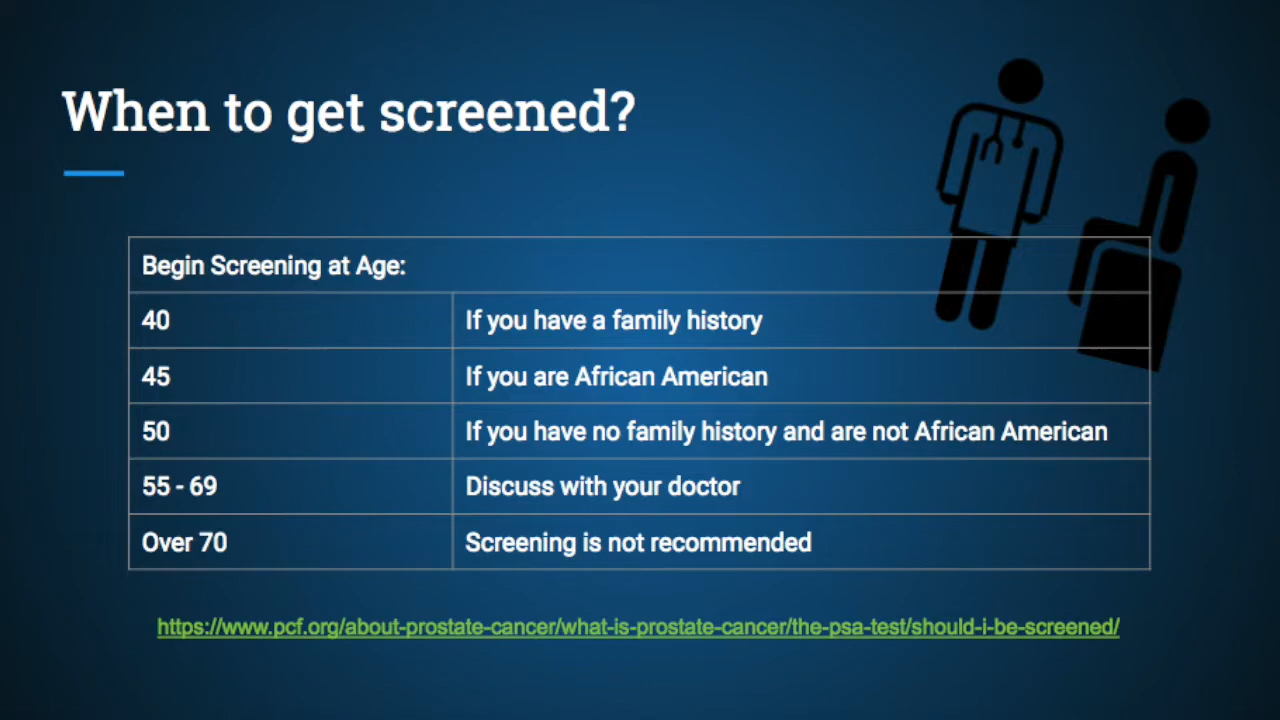 When to get screened?
Begin Screening at Age:
40 If you have a family history
45 If you are African American
50 If you have no family history and are not African American
55 - 69 Discuss with your doctor
Over 70 Screening is not recommended
https://www.pcf.org/about-prostate-cancer/what-is-prostate-cancer/the-psa-test/should-i-be-screened/